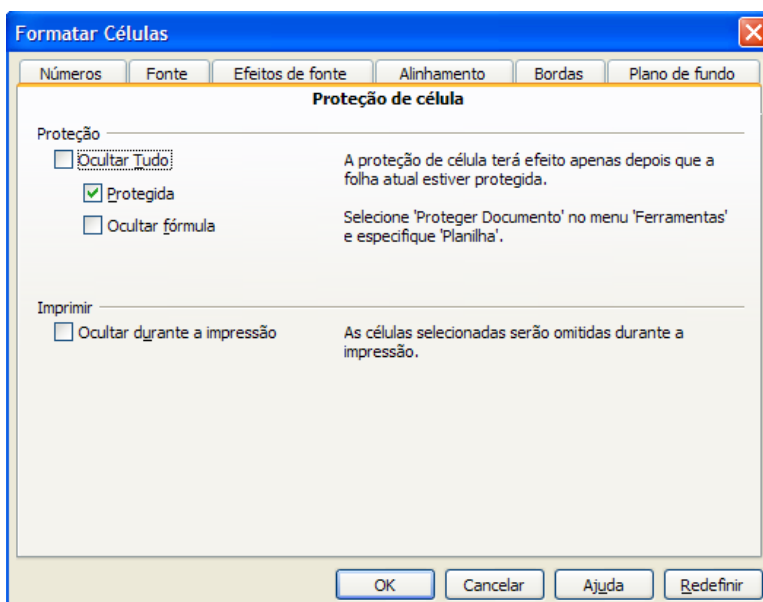 Formatar Células
Números Fonte Efeitos de fonte Alinhamento Bordas Plano de fundo
Proteção de célula
Proteção
Ocultar Tudo
A proteção de célula terá efeito apenas depois que a
folha atual estiver protegida.
Protegida
Ocultar fórmula
Selecione 'Proteger Documento' no menu 'Ferramentas'
e especifique 'Planilha'.
Imprimir
Ocultar durante a impressão
As células selecionadas serão omitidas durante a
impressão.
OK Cancelar Ajuda Redefinir